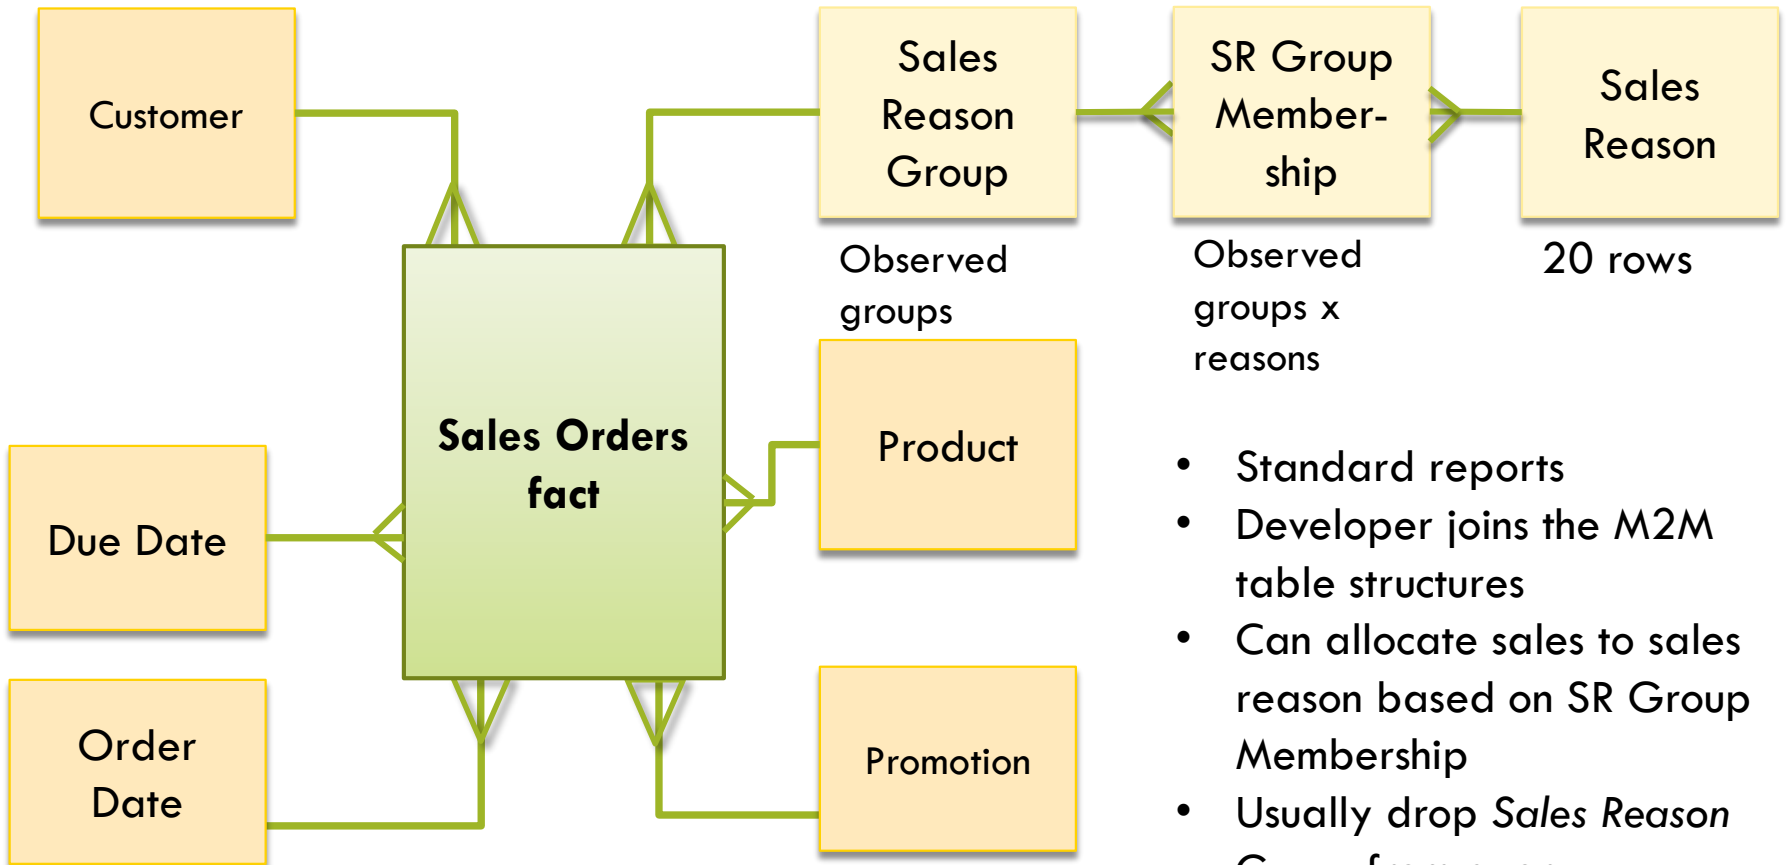 Customer
Sales
Reason
Group
SR Group
Member-
ship
Sales
Reason
Observed
groups
Observed
groups x
reasons
20 rows
Sales Orders
fact
Product
Due Date
Order
Date
Promotion
• Standard reports
• Developer joins the M2M
table structures
• Can allocate sales to sales
reason based on SR Group
Membership
• Usually drop Sales Reason